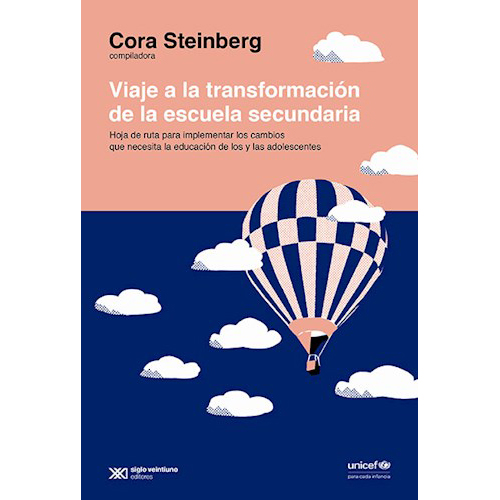 Cora Steinberg
compiladora
Viaje a la transformación
de la escuela secundaria
Hoja de ruta para implementar los cambios
que necesita la educación de los y las adolescentes
siglo veintiuno
editores
unicef
para cada infancia